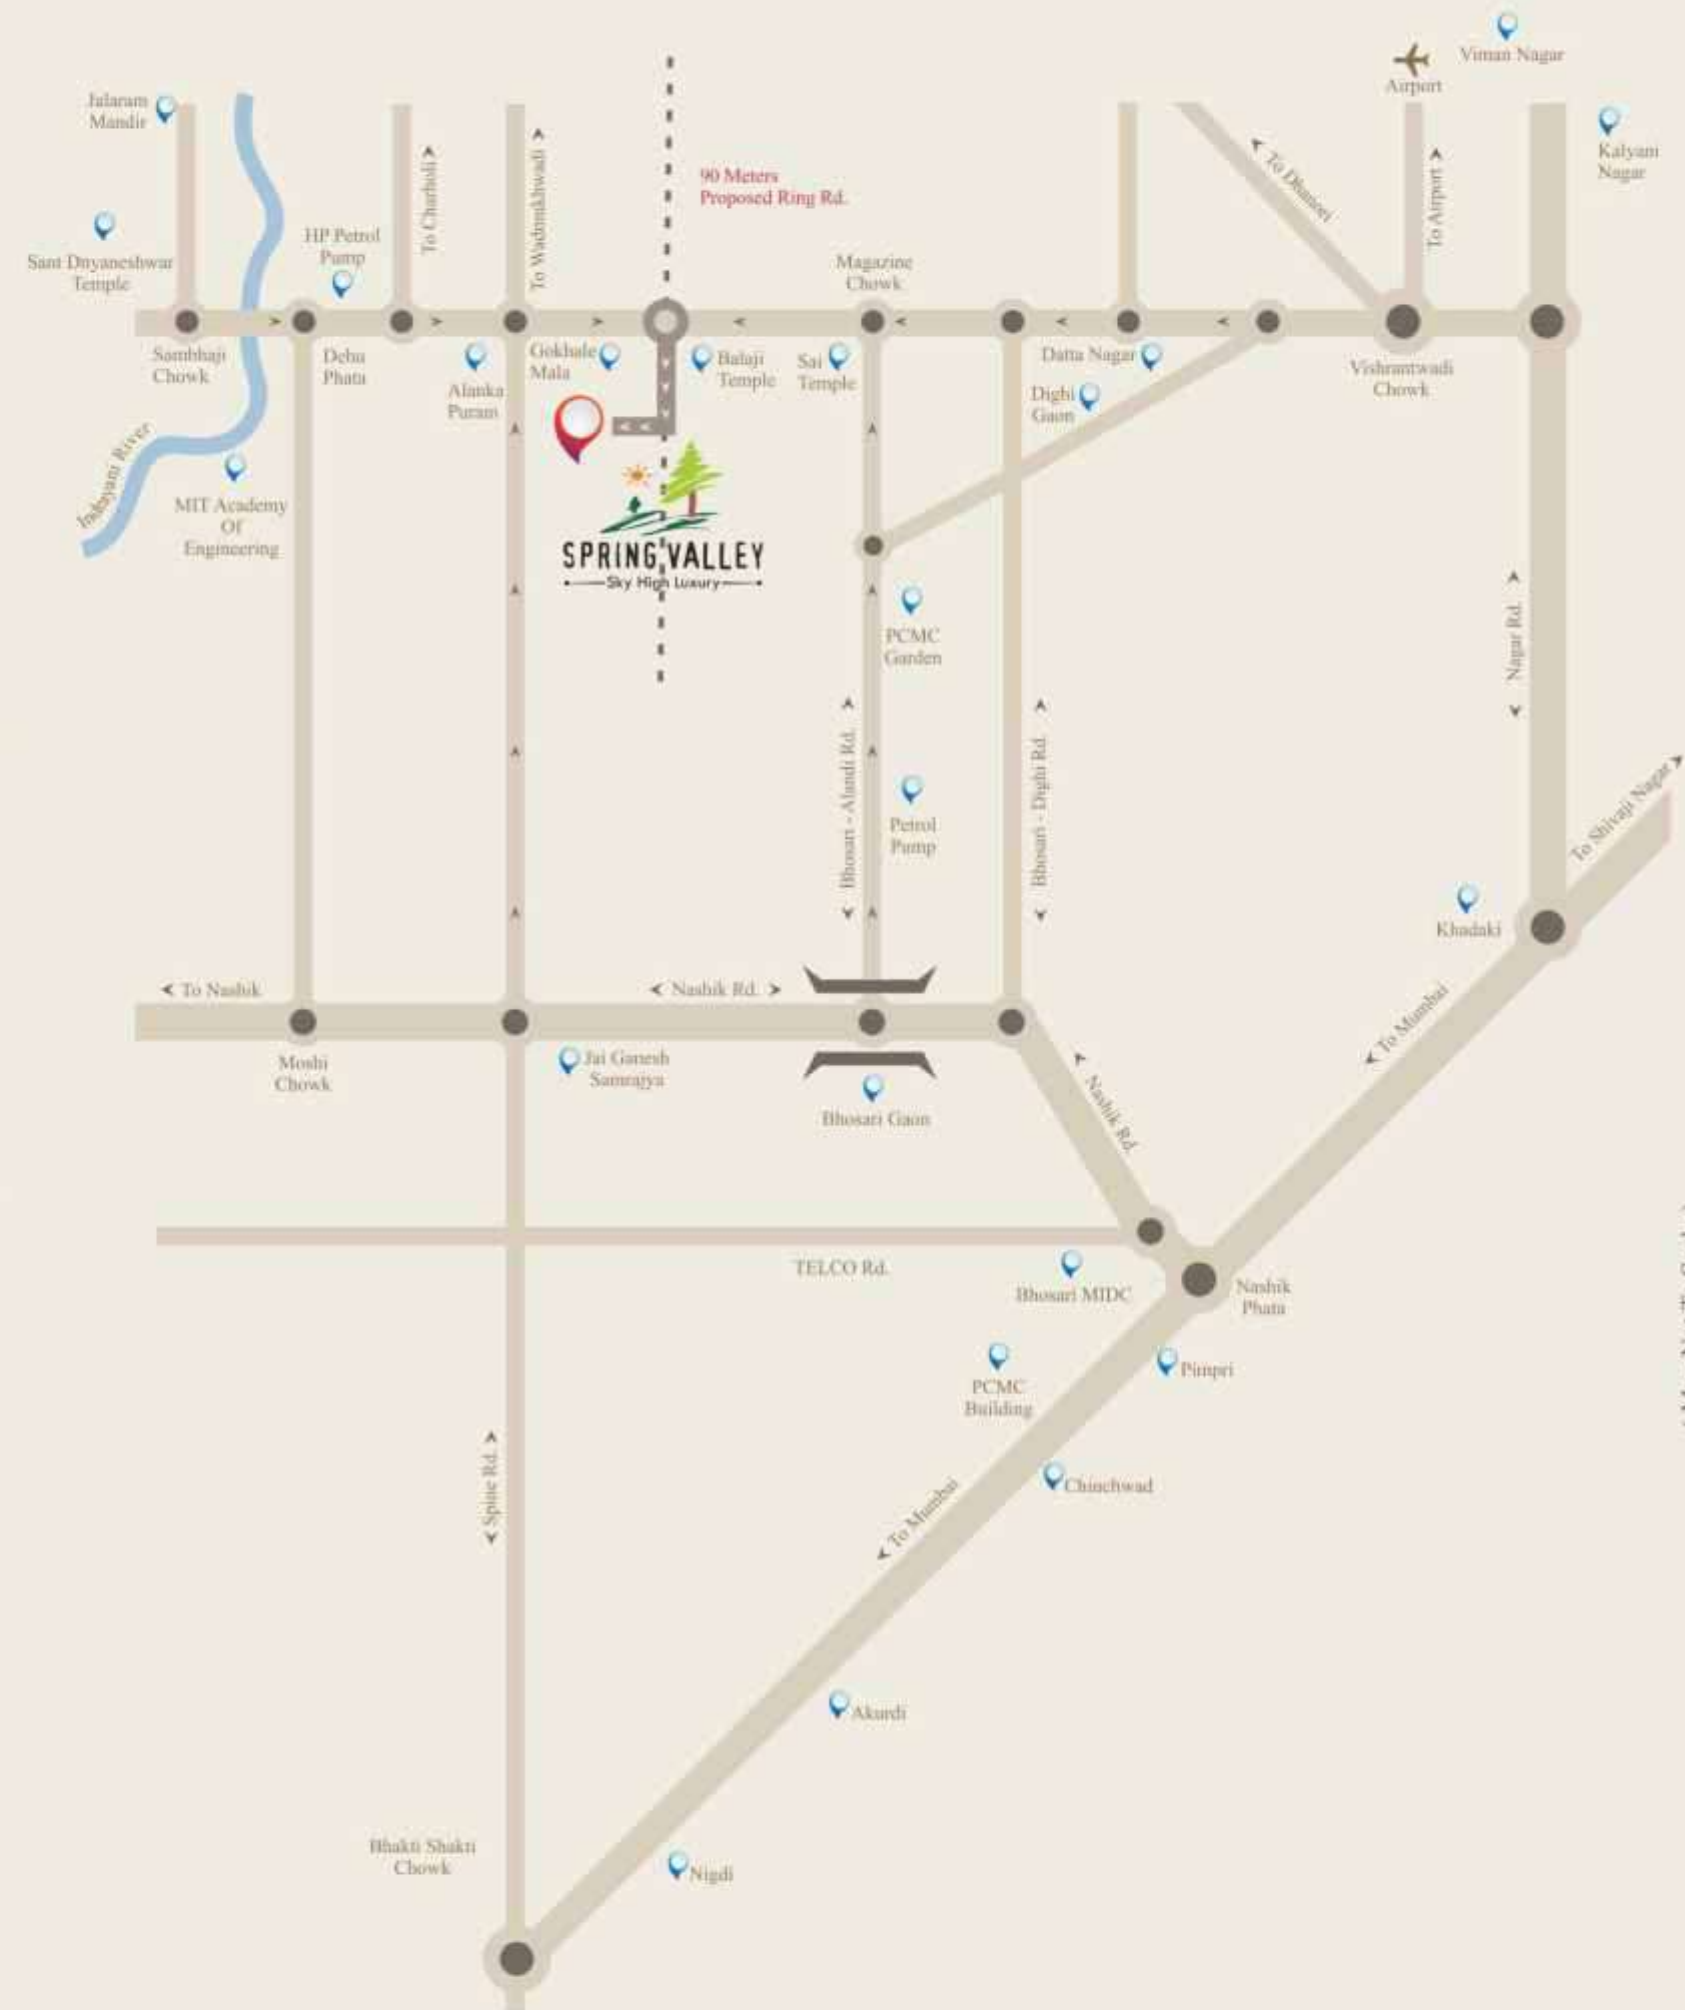 Viman Nagar
Airport
Jalaram
Mandir
Kalyani
Nagar
To Charholi
To Wadmukhwadi
90 Meters
Proposed Ring Rd.
To Dhanori
To Airport
Sant Dnyaneshwar
Temple
HP Petrol
Pump
Magazine
Chowk
Sambhaji
Chowk
Dehu
Phata
Alanka
Puram
Gokhale
Mala
Balaji
Temple
Sai
Temple
Datta Nagar
Dighi
Gaon
Vishrantwadi
Chowk
Indrayani River
MIT Academy
Of
Engineering
SPRING VALLEY
Sky High Luxury
PCMC
Garden
Nagar Rd.
Bhosari - Alandi Rd.
Bhosari - Dighi Rd.
Petrol
Pump
To Shivaji Nagar
Khadaki
To Nashik
Nashik Rd.
To Mumbai
Moshi
Chowk
Jai Ganesh
Samrajya
Bhosari Gaon
Nashik Rd.
TELCO Rd.
Bhosari MIDC
Nashik
Phata
PCMC
Building
Pimpri
Chinchwad
Spine Rd.
To Mumbai
Akurdi
Bhakti Shakti
Chowk
Nigdi